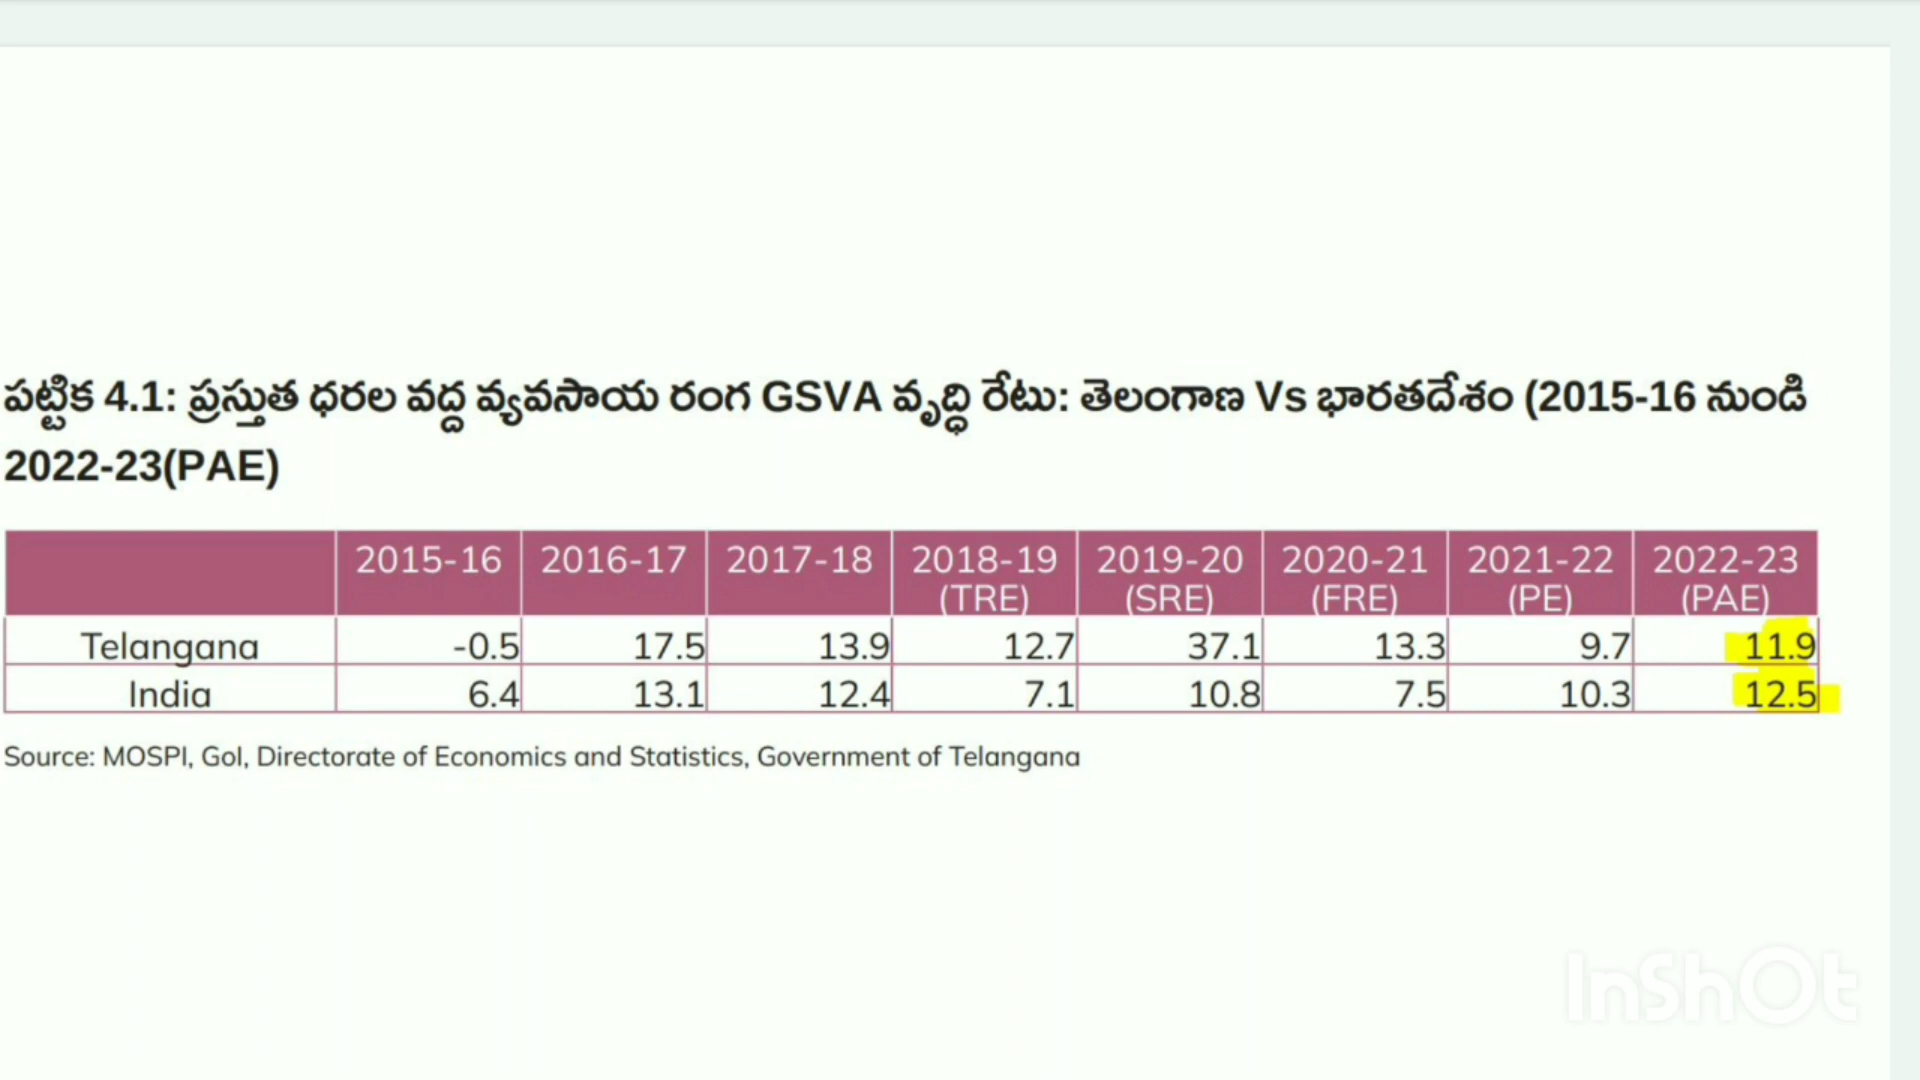 పట్టిక 4.1: ప్రస్తుత ధరల వద్ద వ్యవసాయ రంగ GSVA వృద్ధి రేటు: తెలంగాణ Vs భారతదేశం (2015-16 నుండి
2022-23(PAE)
2015-16 2016-17 2017-18 2018-19 2019-20 2020-21 2021-22 2022-23
(TRE) (SRE) (FRE) (PE) (PAE)
Telangana -0.5 17.5 13.9 12.7 37.1 13.3 9.7 11.9
India 6.4 13.1 12.4 7.1 10.8 7.5 10.3 12.5
Source: MOSPI, GoI, Directorate of Economics and Statistics, Government of Telangana
InShOt